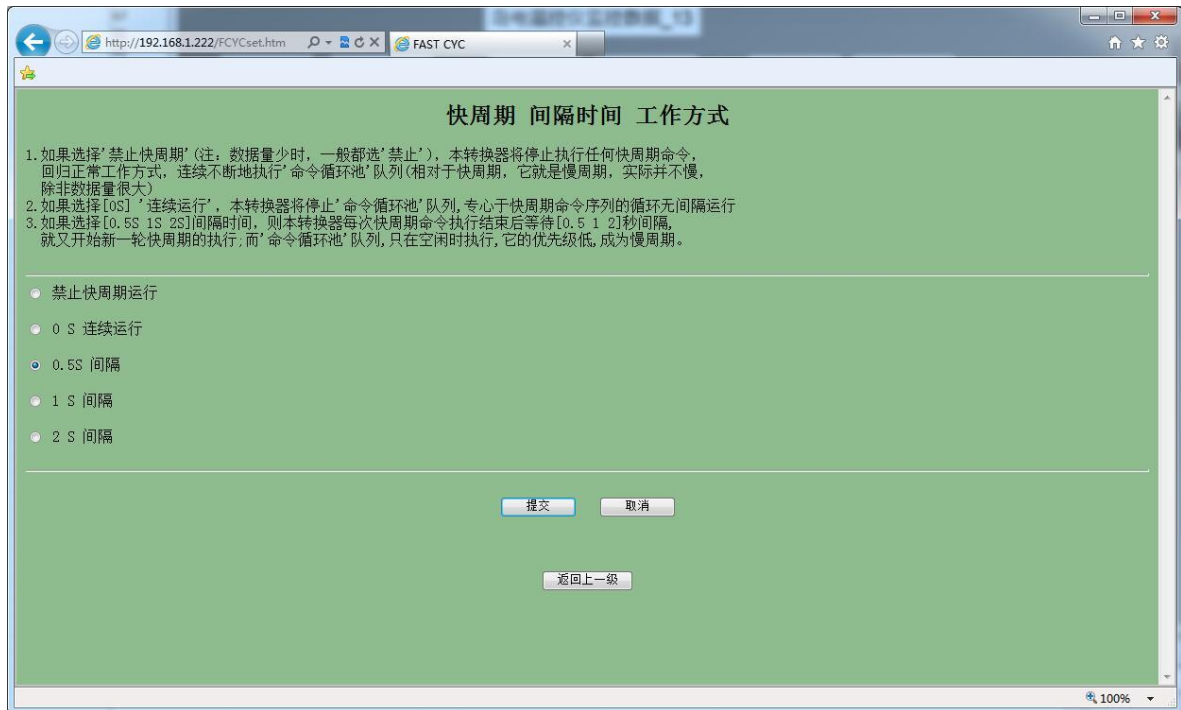 http://192.168.1.222/FCYCset.htm
FAST CYC
快周期 间隔时间 工作方式
1.如果选择'禁止快周期'(注：数据量少时，一般都选'禁止')，本转换器将停止执行任何快周期命令，
回归正常工作方式，连续不断地执行'命令循环池'队列(相对于快周期，它就是慢周期，实际并不慢，
除非数据量很大)
2.如果选择[0S] '连续运行'，本转换器将停止'命令循环池'队列,专心于快周期命令序列的循环无间隔运行
3.如果选择[0.5S 1S 2S]间隔时间，则本转换器每次快周期命令执行结束后等待[0.5 1 2]秒间隔,
就又开始新一轮快周期的执行;而'命令循环池'队列,只在空闲时执行,它的优先级低,成为慢周期。
禁止快周期运行
0 S 连续运行
0.5S 间隔
1 S 间隔
2 S 间隔
提交 取消
返回上一级
100%